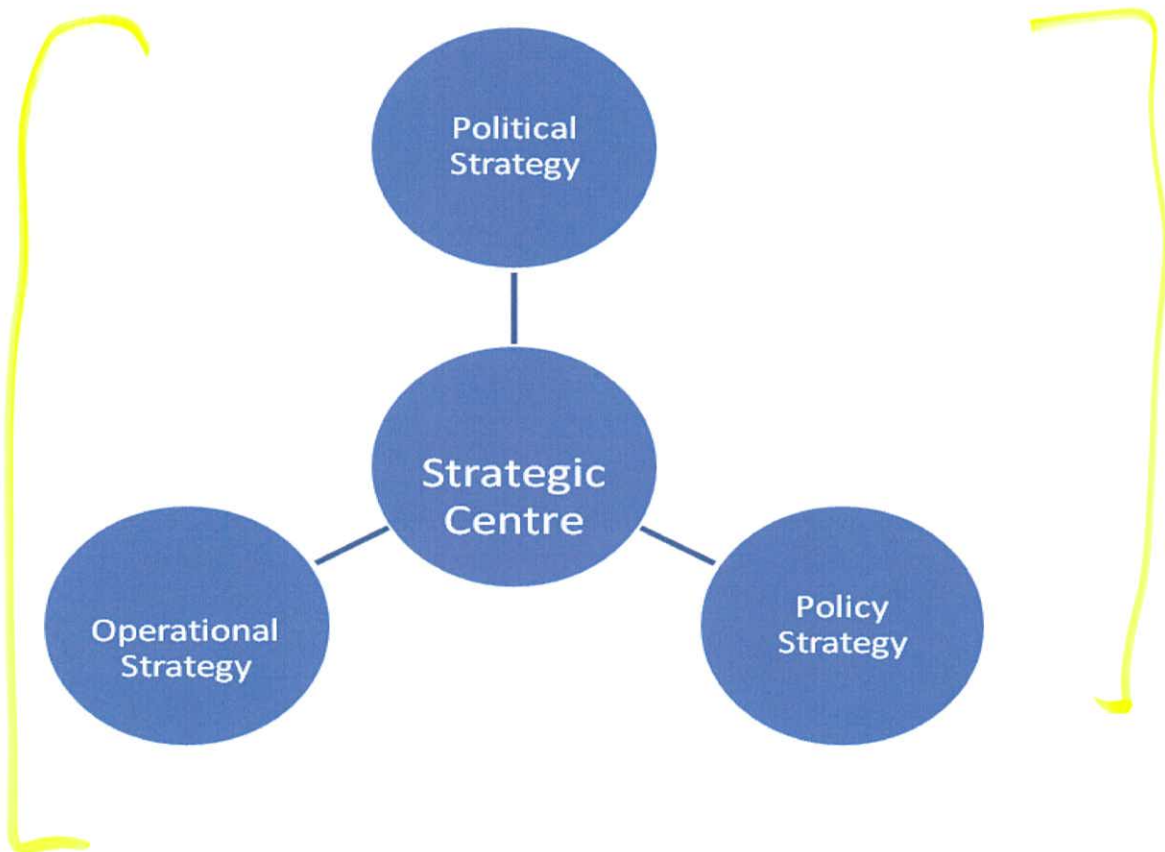 Political
Strategy
Strategic
Centre
Operational
Strategy
Policy
Strategy